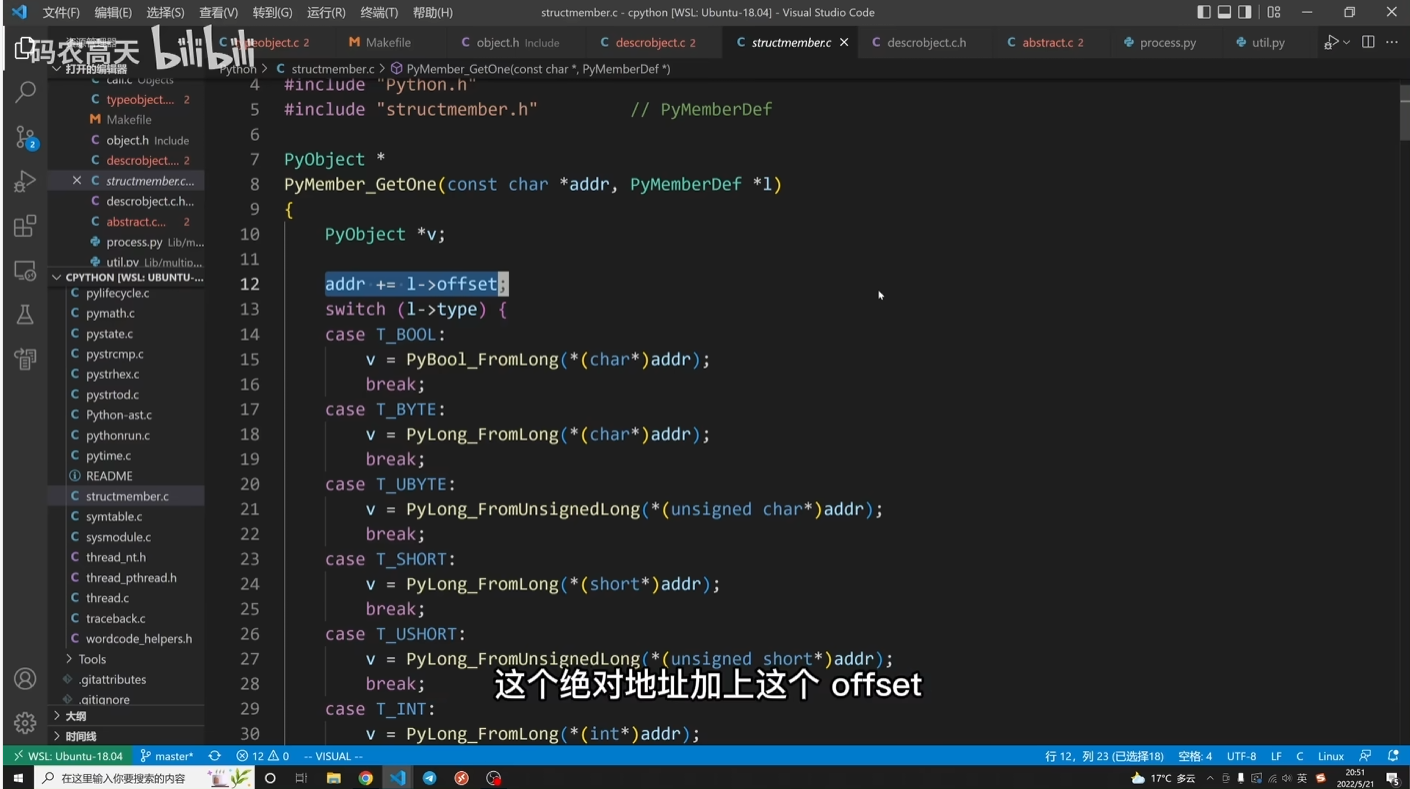 文件(F) 编辑(E) 选择(S) 查看(V) 转到(G) 运行(R) 终端(T) 帮助(H) structmember.c - cpython [WSL: Ubuntu-18.04] - Visual Studio Code
码农高天 bilibili
typeobject.c 2 Makefile object.h Include descrobject.c 2 structmember.c descrobject.c.h abstract.c 2 process.py util.py
打开的编辑器
Python > structmember.c > PyMember_GetOne(const char *, PyMemberDef *)
call.c Objects
typeobject.... 2
Makefile
object.h Include
descrobject.... 2
structmember.c...
descrobject.c.h...
abstract.c... 2
process.py Lib/m...
util.py Lib/multip...
CPYTHON [WSL: UBUNTU-...
pylifecycle.c
pymath.c
pystate.c
pystrcmp.c
pystrhex.c
pystrtod.c
Python-ast.c
pythonrun.c
pytime.c
README
structmember.c
symtable.c
sysmodule.c
thread_nt.h
thread_pthread.h
thread.c
traceback.c
wordcode_helpers.h
Tools
.gitattributes
.gitignore
大纲
时间线
4 #include "Python.h"
5 #include "structmember.h" // PyMemberDef
6
7 PyObject *
8 PyMember_GetOne(const char *addr, PyMemberDef *l)
9 {
10 PyObject *v;
11
12 addr += l->offset;
13 switch (l->type) {
14 case T_BOOL:
15 v = PyBool_FromLong(*(char*)addr);
16 break;
17 case T_BYTE:
18 v = PyLong_FromLong(*(char*)addr);
19 break;
20 case T_UBYTE:
21 v = PyLong_FromUnsignedLong(*(unsigned char*)addr);
22 break;
23 case T_SHORT:
24 v = PyLong_FromLong(*(short*)addr);
25 break;
26 case T_USHORT:
27 v = PyLong_FromUnsignedLong(*(unsigned short*)addr);
28 break;
29 case T_INT:
30 v = PyLong_FromLong(*(int*)addr);
这个绝对地址加上这个 offset
2
WSL: Ubuntu-18.04 master* 12 0 -- VISUAL -- 行 12，列 23 (已选择18) 空格: 4 UTF-8 LF C Linux
在这里输入你要搜索的内容 17°C 多云 英 20:51
2022/5/21 5